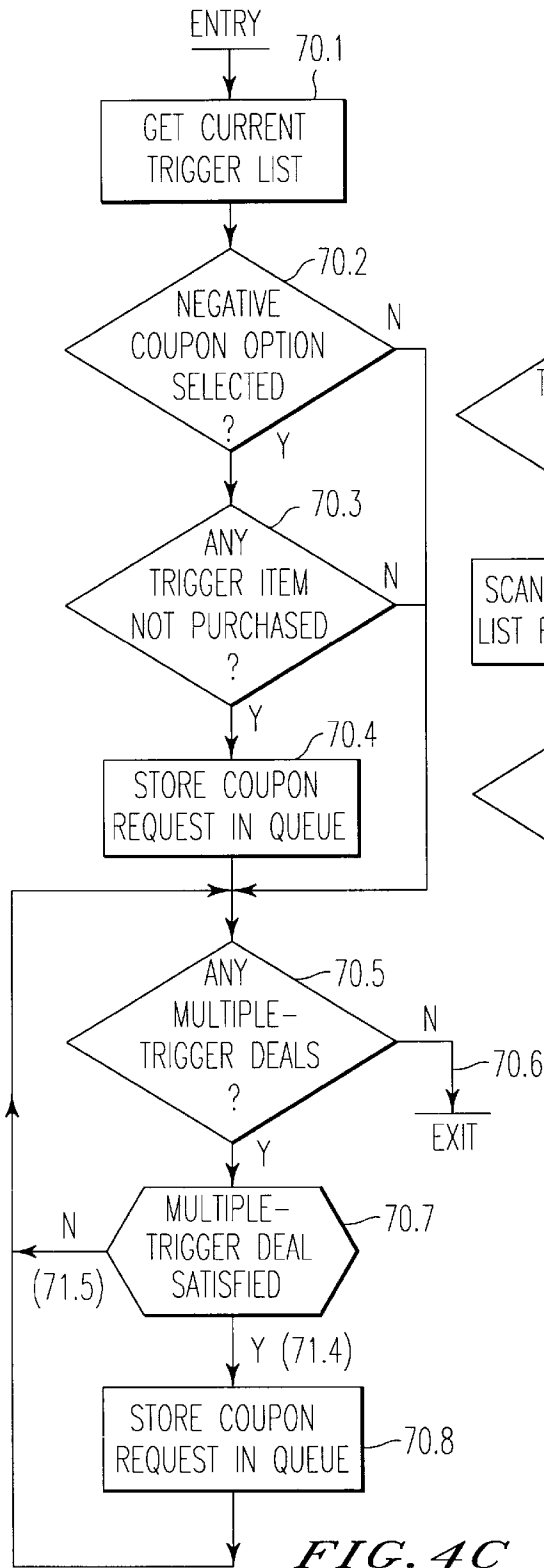 ENTRY
70.1
GET CURRENT
TRIGGER LIST
70.2
NEGATIVE
COUPON OPTION
SELECTED
?
N
Y
70.3
ANY
TRIGGER ITEM
NOT PURCHASED
?
N
Y
SCAN
LIST
70.4
STORE COUPON
REQUEST IN QUEUE
70.5
ANY
MULTIPLE-
TRIGGER DEALS
?
N
70.6
EXIT
Y
MULTIPLE-
TRIGGER DEAL
SATISFIED
70.7
N
(71.5)
Y (71.4)
STORE COUPON
REQUEST IN QUEUE
70.8
FIG. 4C